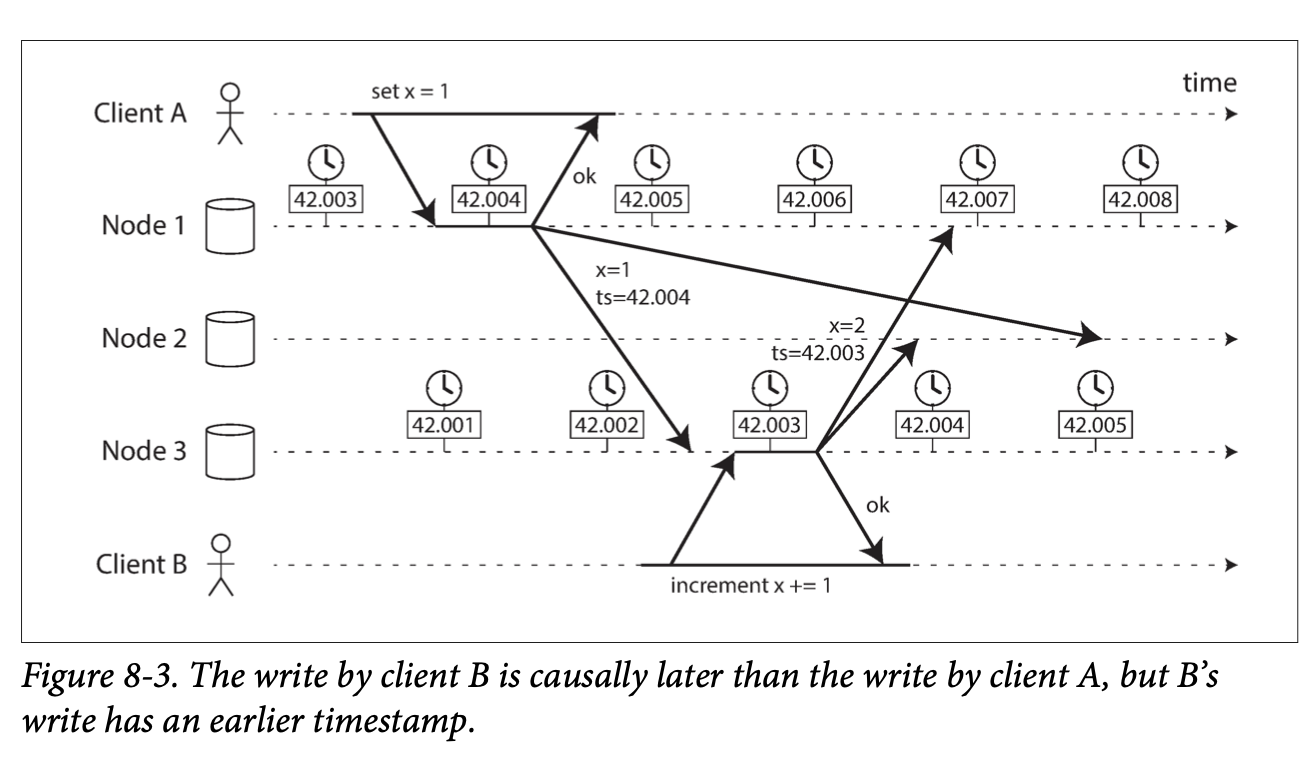 set x = 1
time
Client A
ok
42.003 42.004 42.005 42.006 42.007 42.008
Node 1
x=1
ts=42.004
x=2
Node 2
ts=42.003
42.001 42.002 42.003 42.004 42.005
Node 3
ok
Client B
increment x += 1
Figure 8-3. The write by client B is causally later than the write by client A, but B’s
write has an earlier timestamp.